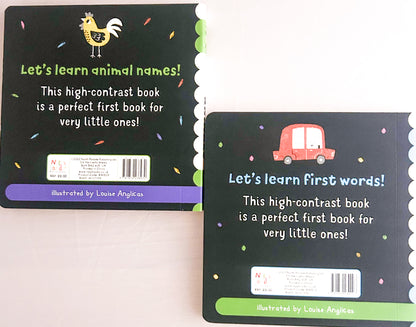 Let's learn animal names!
This high-contrast book
is a perfect first book for
very little ones!
illustrated by Louise Anglicas
Let's learn first words!
This high-contrast book
is a perfect first book for
very little ones!
illustrated by Louise Anglicas